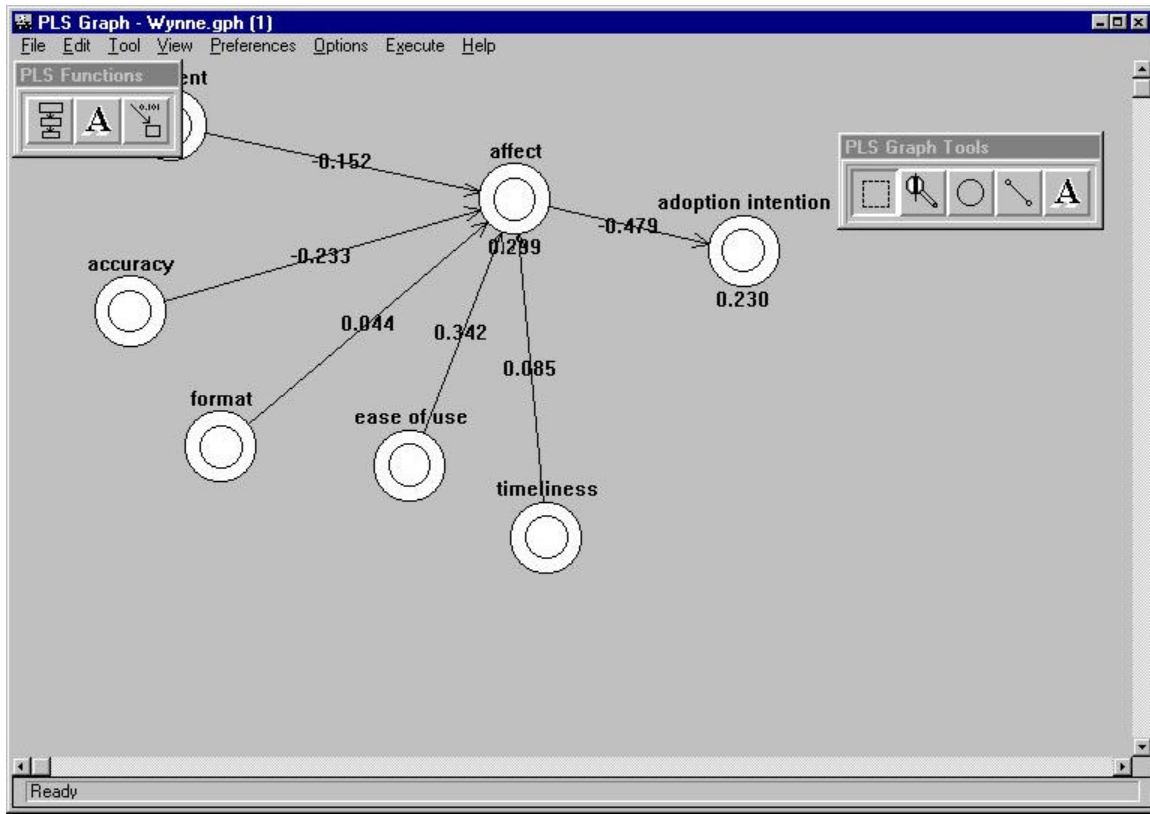 PLS Graph - Wynne.gph (1)
File Edit Tool View Preferences Options Execute Help
PLS Functions
ent
A
0.101
affect
-0.152
PLS Graph Tools
A
adoption intention
-0.479
0.230
accuracy
-0.233
0.044
0.342
0.085
format
ease of use
timeliness
Ready